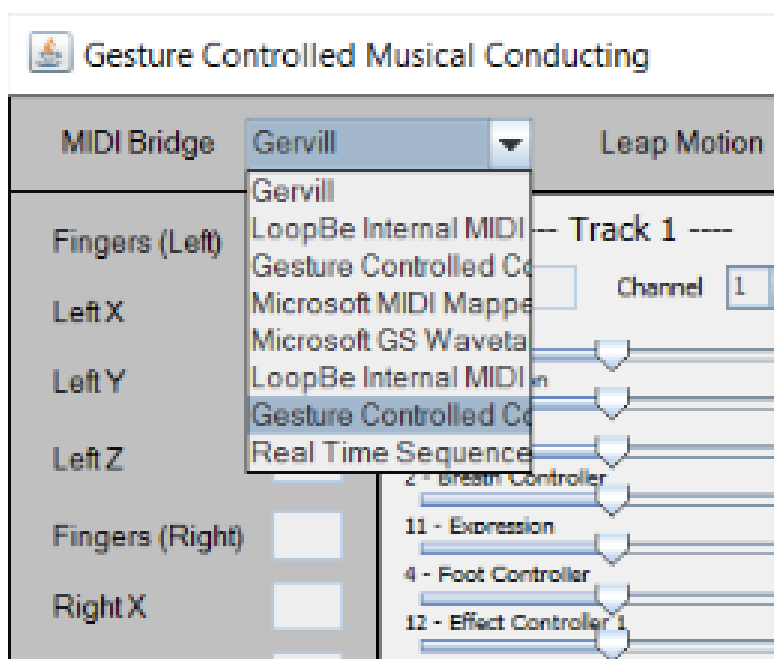 Gesture Controlled Musical Conducting
MIDI Bridge
Gervill
Leap Motion
Gervill
LoopBe Internal MIDI
Gesture Controlled Co
Microsoft MIDI Mappe
Microsoft GS Waveta
LoopBe Internal MIDI
Gesture Controlled Co
Real Time Sequence
Fingers (Left)
Left X
Left Y
Left Z
Fingers (Right)
Right X
-- Track 1 ----
Channel 1
2 - Breath Controller
11 - Expression
4 - Foot Controller
12 - Effect Controller 1